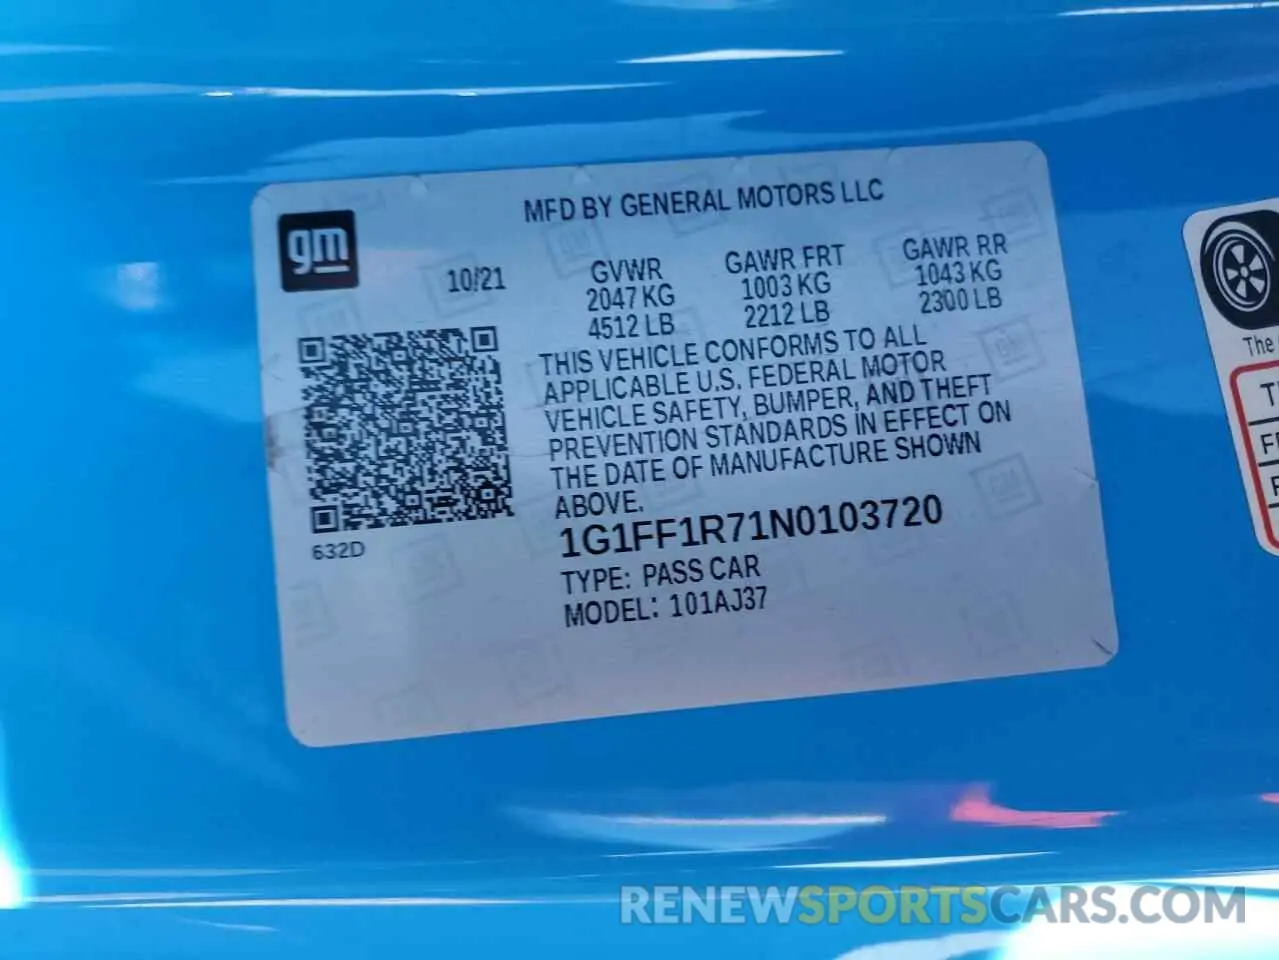 MFD BY GENERAL MOTORS LLC
gm
10/21
GVWR GAWR FRT GAWR RR
2047 KG 1003 KG 1043 KG
4512 LB 2212 LB 2300 LB
THIS VEHICLE CONFORMS TO ALL
APPLICABLE U.S. FEDERAL MOTOR
VEHICLE SAFETY, BUMPER, AND THEFT
PREVENTION STANDARDS IN EFFECT ON
THE DATE OF MANUFACTURE SHOWN
ABOVE.
632D
1G1FF1R71N0103720
TYPE: PASS CAR
MODEL: 101AJ37
The
RENEWSPORTSCARS.COM